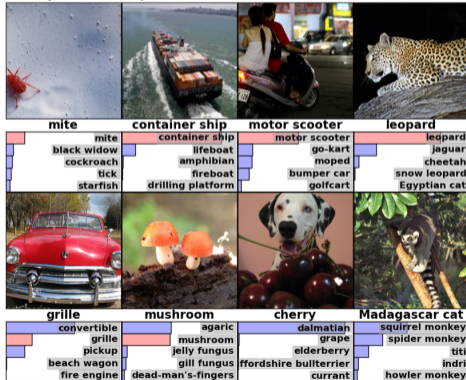 mite container ship motor scooter leopard
mite container ship motor scooter leopard
black widow lifeboat go-kart jaguar
cockroach amphibian moped cheetah
tick fireboat bumper car snow leopard
starfish drilling platform golfcart Egyptian cat
grille mushroom cherry Madagascar cat
convertible agaric dalmatian squirrel monkey
grille mushroom grape spider monkey
pickup jelly fungus elderberry titi
beach wagon gill fungus ffordshire bullterrier indri
fire engine dead-man's-fingers currant howler monkey